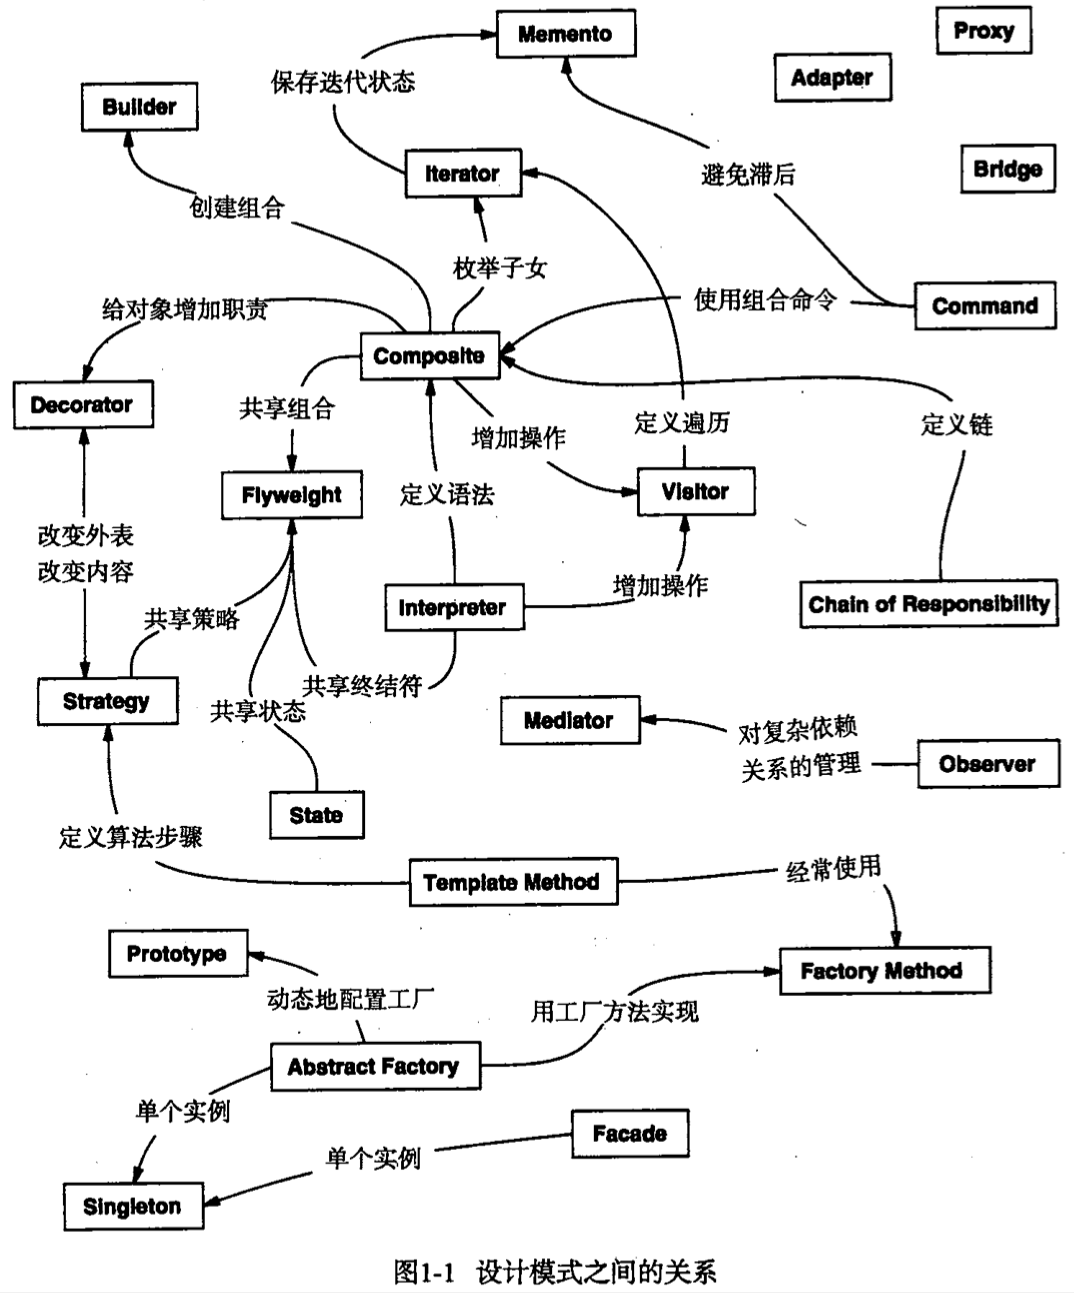 Memento
Proxy
Adapter
保存迭代状态
Builder
Iterator
避免滞后
Bridge
创建组合
枚举子女
给对象增加职责
使用组合命令
Command
Composite
Decorator
共享组合
增加操作
定义遍历
定义链
Flyweight
定义语法
Visitor
改变外表
改变内容
增加操作
Interpreter
Chain of Responsibility
共享策略
共享终结符
Strategy
共享状态
Mediator
对复杂依赖
关系的管理
Observer
State
定义算法步骤
Template Method
经常使用
Prototype
Factory Method
动态地配置工厂
用工厂方法实现
Abstract Factory
单个实例
Facade
单个实例
Singleton
图1-1 设计模式之间的关系